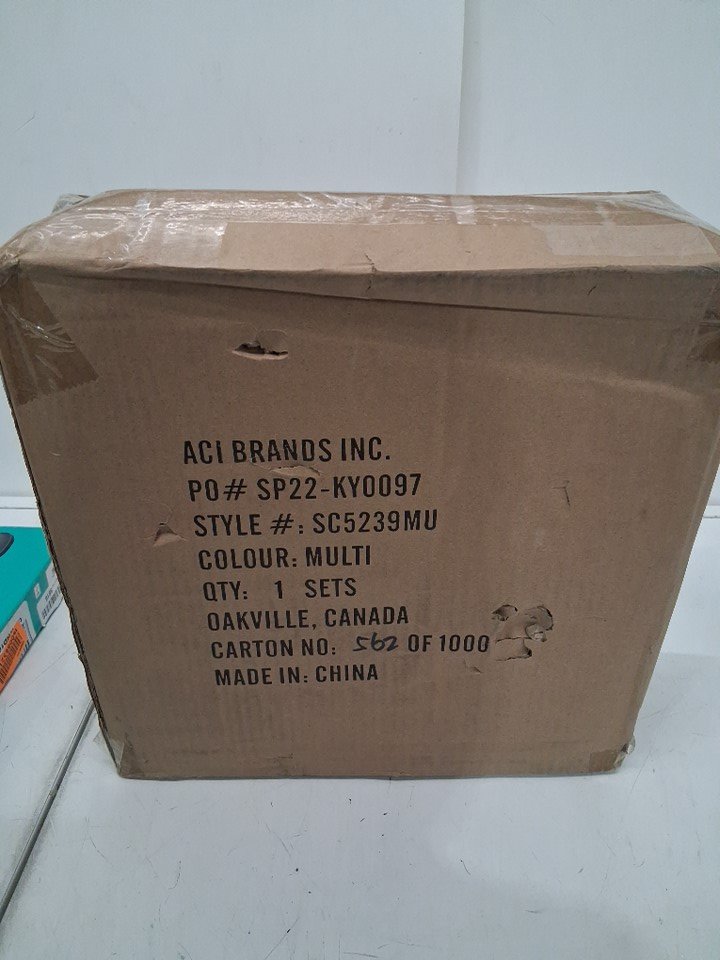 ACI BRANDS INC.
PO# SP22-KY0097
STYLE #: SC5239MU
COLOUR: MULTI
QTY: 1 SETS
OAKVILLE, CANADA
CARTON NO: 562 OF 1000
MADE IN: CHINA